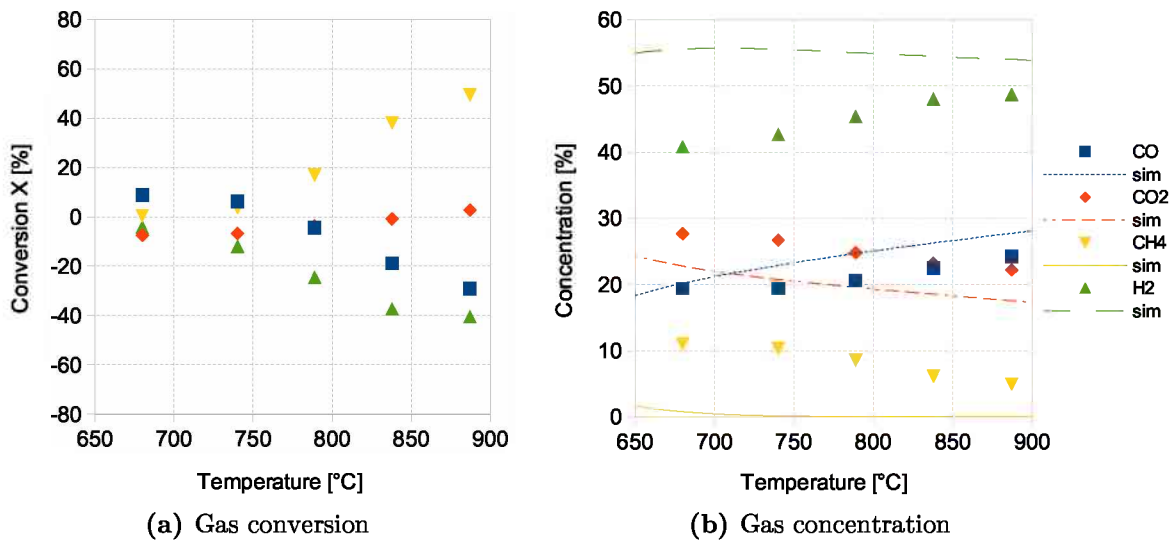 80
60
40
20
0
-20
-40
-60
-80
Conversion X [%]
650 700 750 800 850 900
Temperature [°C]
(a) Gas conversion
60
50
40
30
20
10
0
Concentration [%]
650 700 750 800 850 900
Temperature [°C]
CO
sim
CO2
sim
CH4
sim
H2
sim
(b) Gas concentration